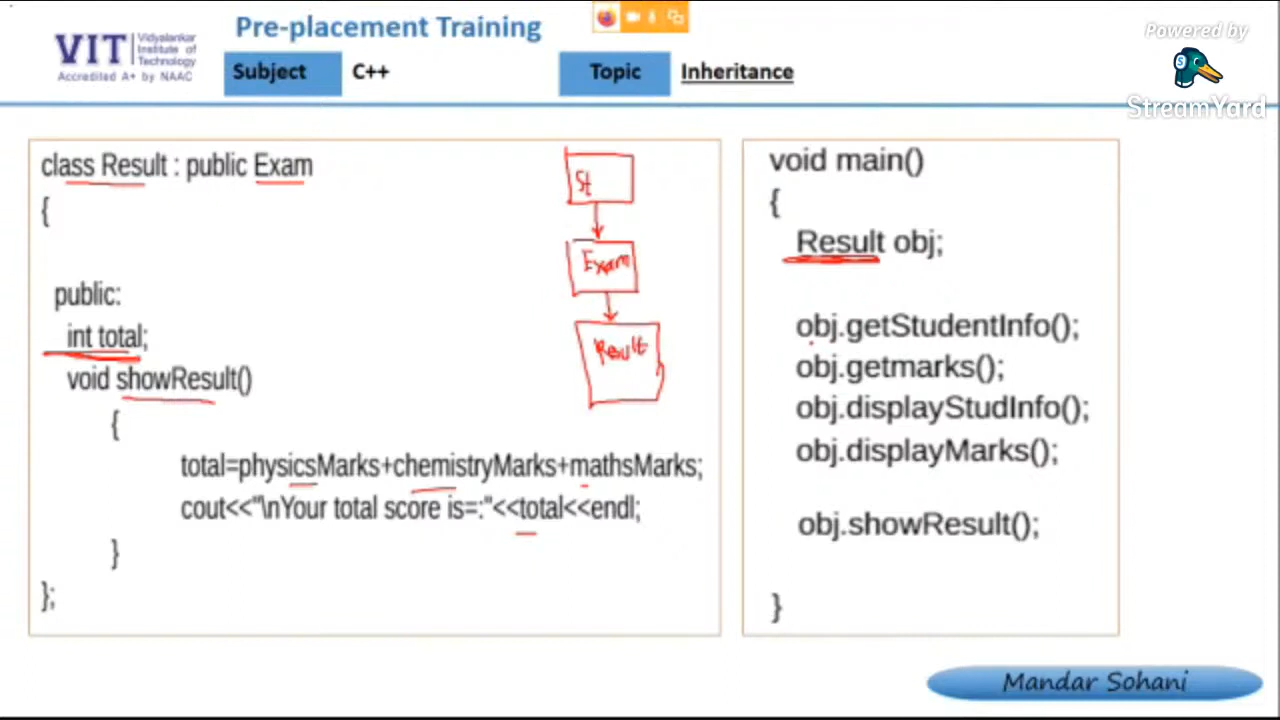 Pre-placement Training
VIT Vidyalankar Institute of Technology
Accredited A+ by NAAC
Subject C++ Topic Inheritance
Powered by
StreamYard
class Result : public Exam
{
public:
int total;
void showResult()
{
total=physicsMarks+chemistryMarks+mathsMarks;
cout<<"\nYour total score is=:"<<total<<endl;
}
};
St
Exam
Result
void main()
{
Result obj;
obj.getStudentInfo();
obj.getmarks();
obj.displayStudInfo();
obj.displayMarks();
obj.showResult();
}
Mandar Sohani